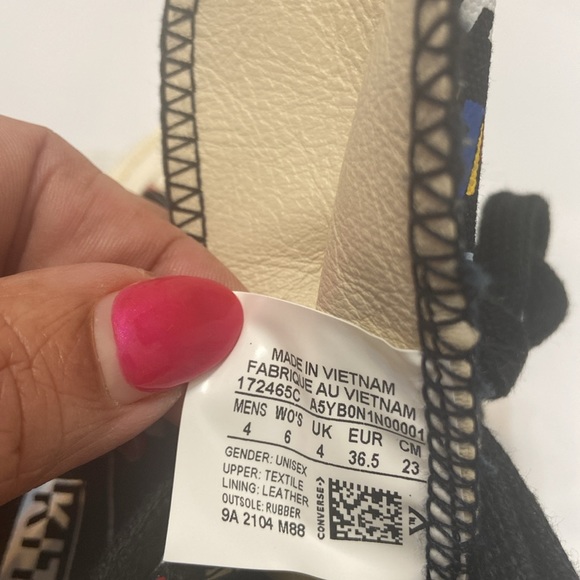 MADE IN VIETNAM
FABRIQUE AU VIETNAM
172465C A5YB0N1N00001
MENS WO'S UK EUR CM
4 6 4 36.5 23
GENDER: UNISEX
UPPER: TEXTILE
LINING: LEATHER
OUTSOLE: RUBBER
9A 2104 M88
CONVERSE